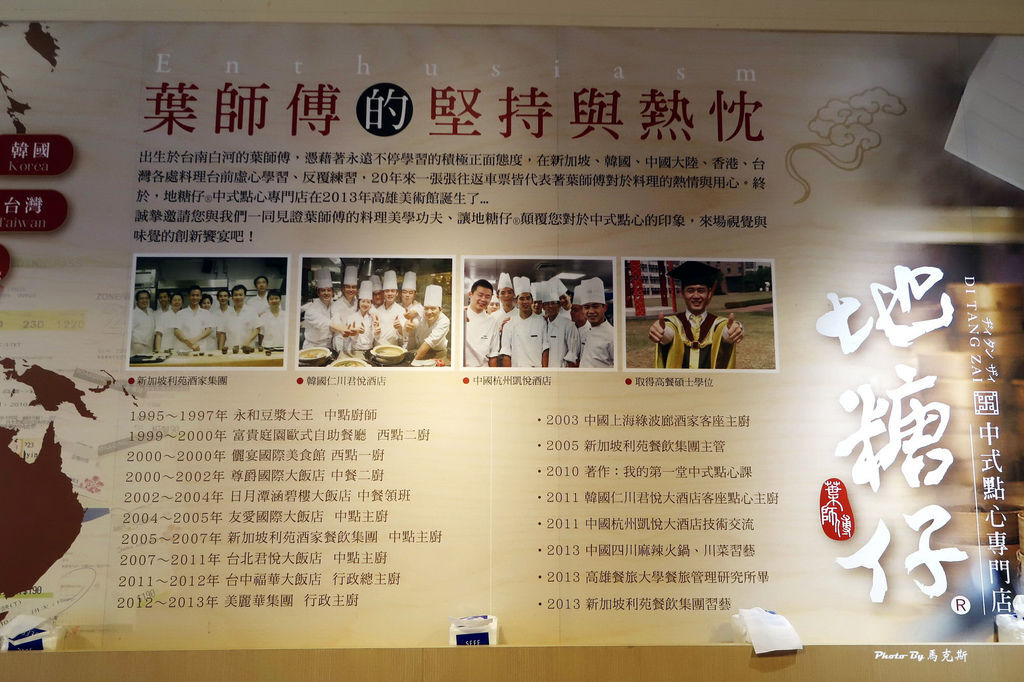 Enthusiasm
葉師傅的堅持與熱忱
韓國
Korea
台灣
Taiwan
出生於台南白河的葉師傅，憑藉著永遠不停學習的積極正面態度，在新加坡、韓國、中國大陸、香港、台
灣各處料理台前虛心學習、反覆練習，20年來一張張往返車票皆代表著葉師傅對於料理的熱情與用心。終
於，地糖仔®中式點心專門店在2013年高雄美術館誕生了...
誠摯邀請您與我們一同見證葉師傅的料理美學功夫、讓地糖仔®顛覆您對於中式點心的印象，來場視覺與
味覺的創新饗宴吧！
●新加坡利苑酒家集團
●韓國仁川君悅酒店
●中國杭州凱悅酒店
●取得高餐碩士學位
1995～1997年 永和豆漿大王 中點廚師
1999～2000年 富貴庭園歐式自助餐廳 西點二廚
2000～2000年 儷宴國際美食館 西點一廚
2000～2002年 尊爵國際大飯店 中餐二廚
2002～2004年 日月潭涵碧樓大飯店 中餐領班
2004～2005年 友愛國際大飯店 中點主廚
2005～2007年 新加坡利苑酒家餐飲集團 中點主廚
2007～2011年 台北君悅大飯店 中點主廚
2011～2012年 台中福華大飯店 行政總主廚
2012～2013年 美麗華集團 行政主廚
・2003 中國上海綠波廊酒家客座主廚
・2005 新加坡利苑餐飲集團主管
・2010 著作：我的第一堂中式點心課
・2011 韓國仁川君悅大酒店客座點心主廚
・2011 中國杭州凱悅大酒店技術交流
・2013 中國四川麻辣火鍋、川菜習藝
・2013 高雄餐旅大學餐旅管理研究所畢
・2013 新加坡利苑餐飲集團習藝
地糖仔®
葉師傅
DI TANG ZAI
ディタンザイ
中式點心專門店
230 1220
Photo By 馬克斯